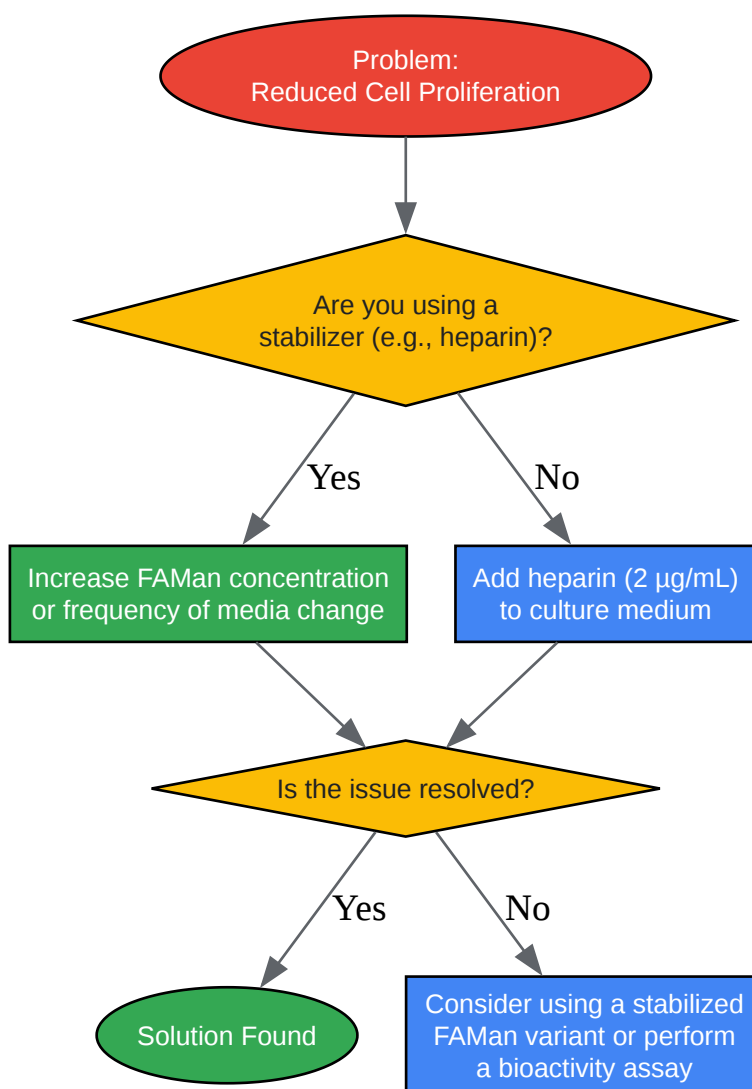 Problem:
Reduced Cell Proliferation
Are you using a
stabilizer (e.g., heparin)?
Yes
No
Increase FAMan concentration
or frequency of media change
Add heparin (2 µg/mL)
to culture medium
Is the issue resolved?
Yes
No
Solution Found
Consider using a stabilized
FAMan variant or perform
a bioactivity assay